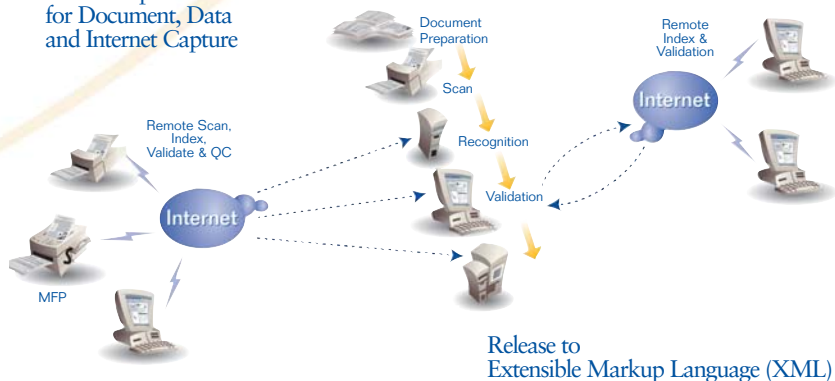 for Document, Data
and Internet Capture
Document
Preparation
Scan
Recognition
Validation
Remote
Index &
Validation
Internet
Remote Scan,
Index,
Validate & QC
Internet
MFP
Release to
Extensible Markup Language (XML)